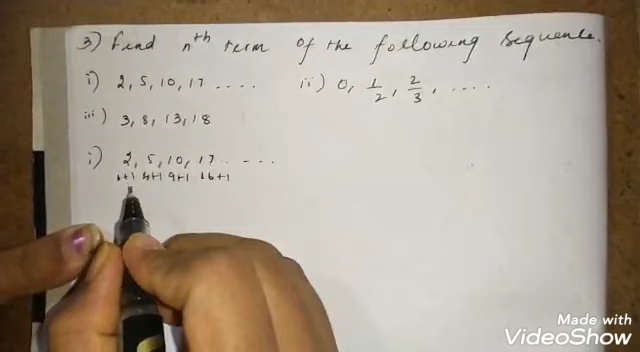 3) Find nth term of the following sequence.
i) 2, 5, 10, 17 .... ii) 0, 1/2, 2/3, ....
iii) 3, 8, 13, 18
i) 2, 5, 10, 17 .. ...
1+1 4+1 9+1 16+1
Made with
VideoShow